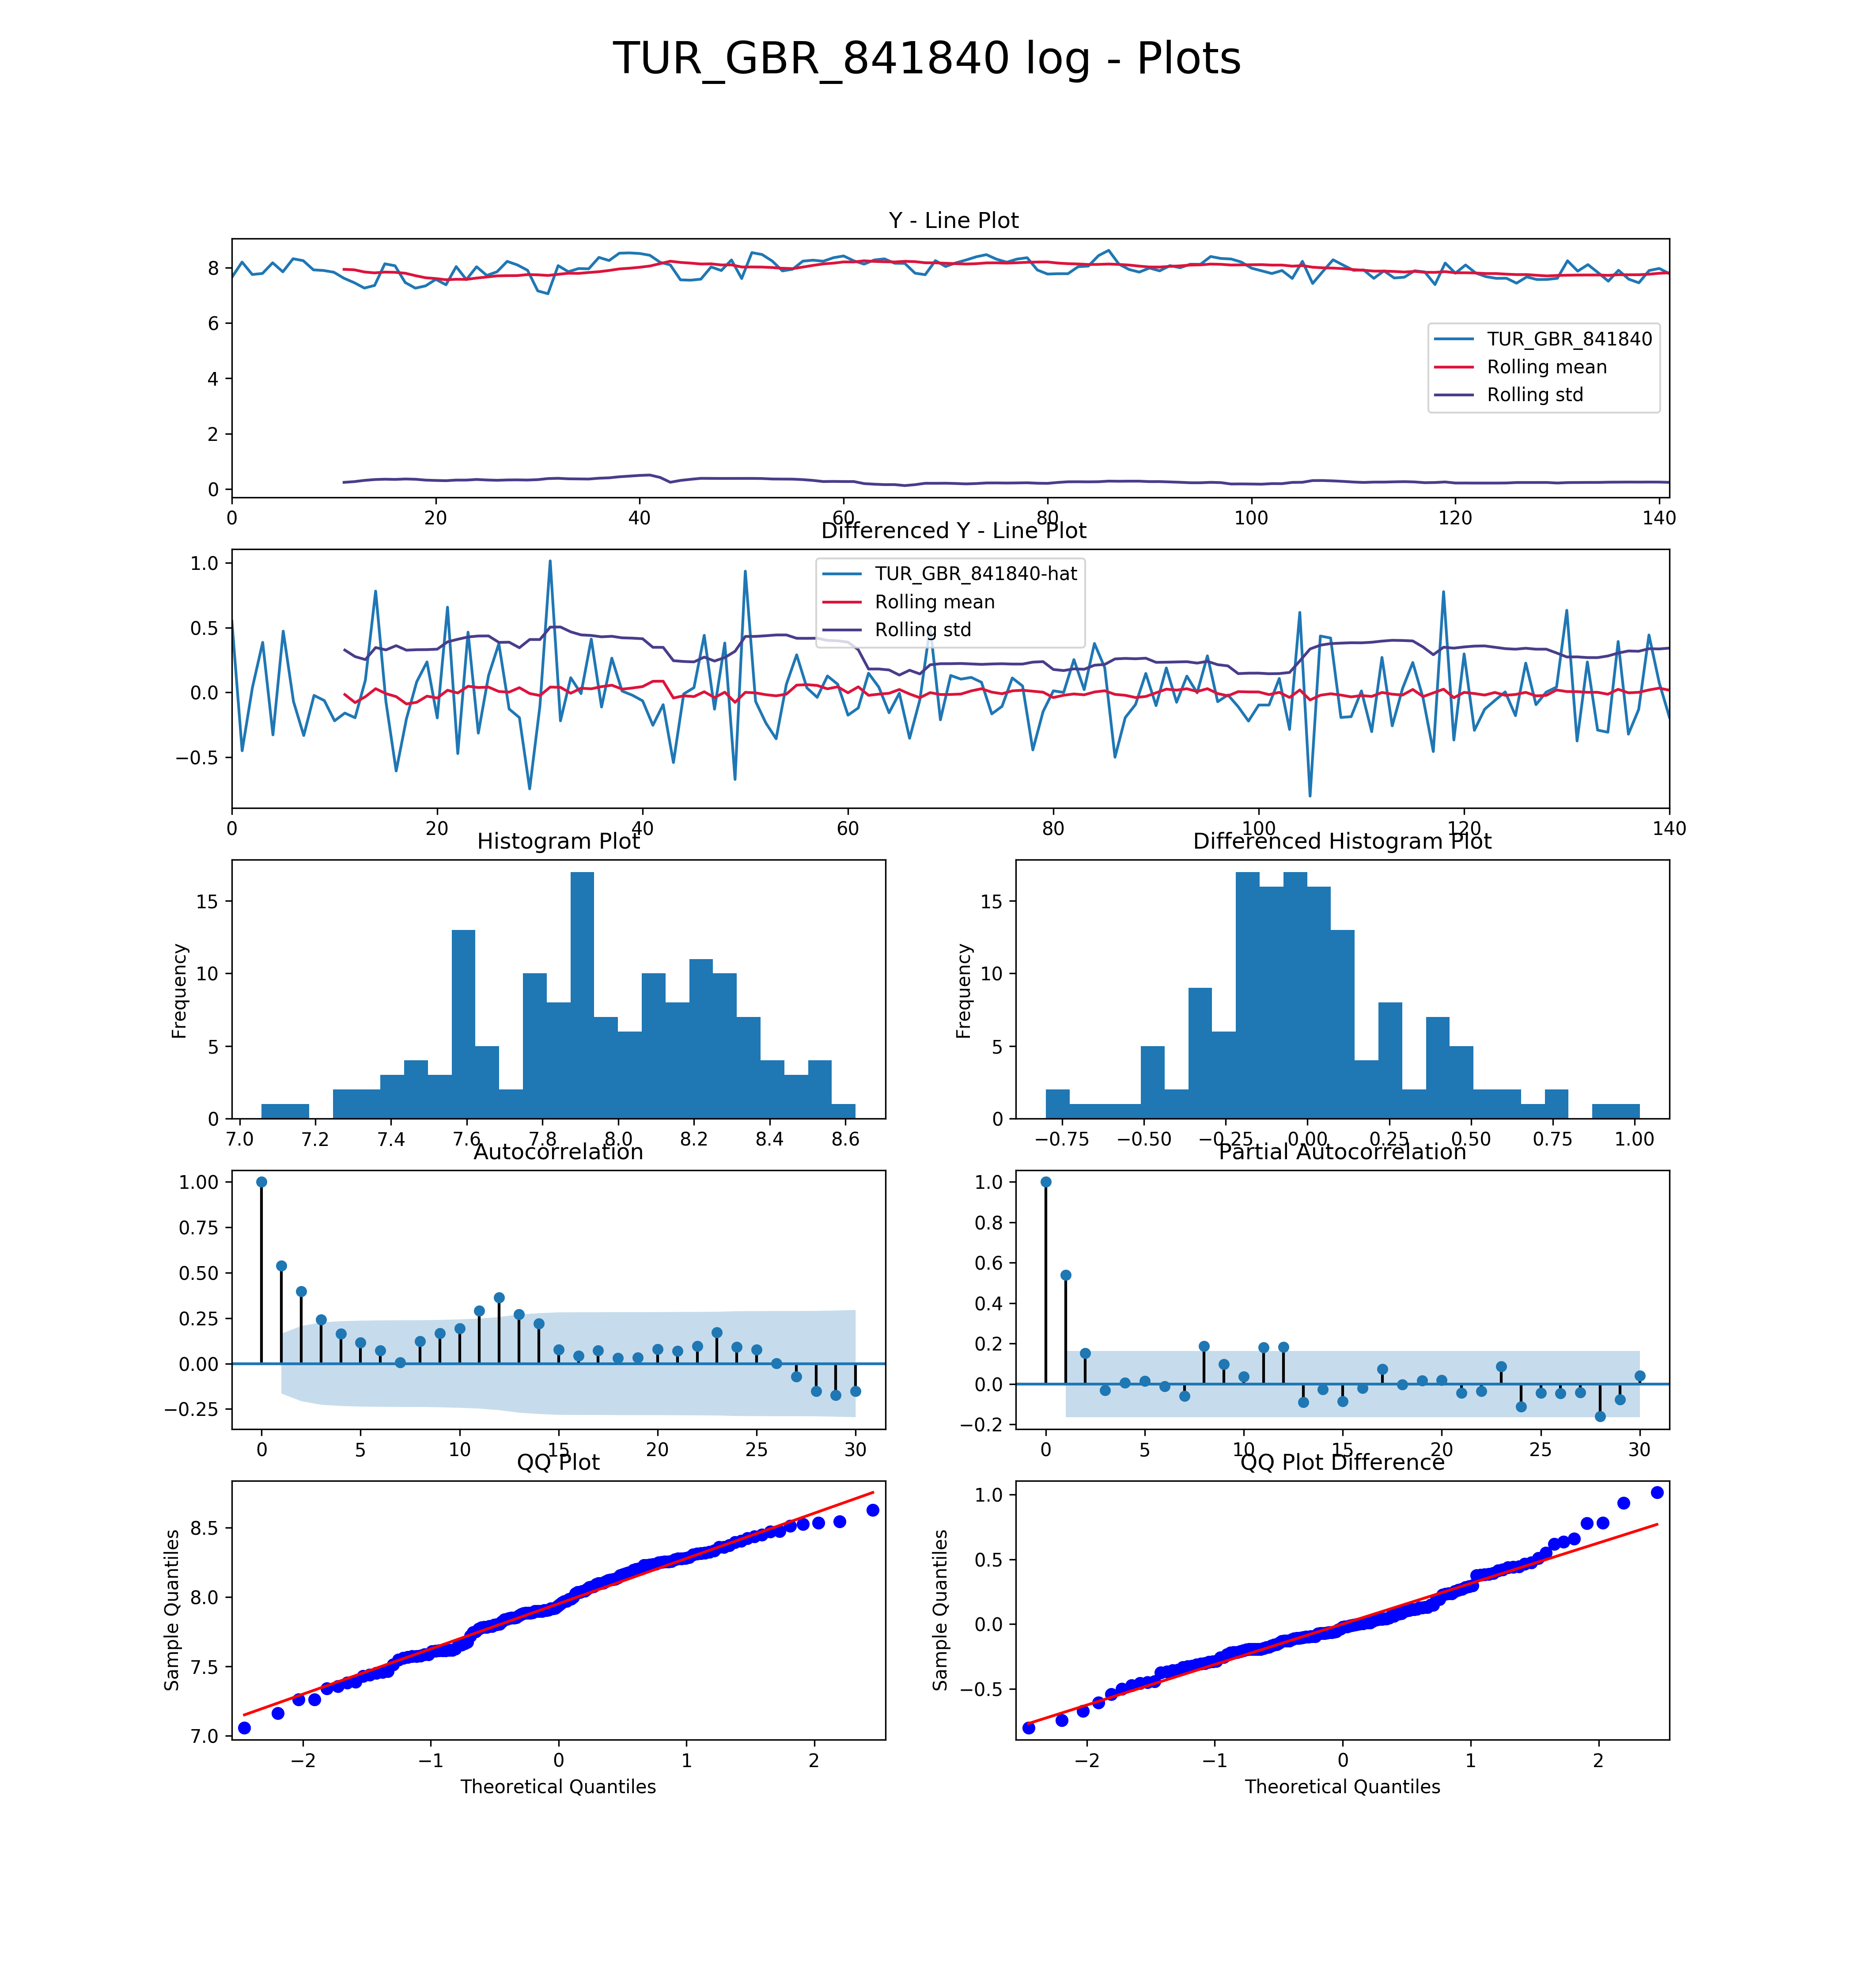 TUR_GBR_841840 log - Plots
Y - Line Plot
8
6
4
2
0
TUR_GBR_841840
Rolling mean
Rolling std
0 20 40 60 80 100 120 140
Differenced Y - Line Plot
1.0
0.5
0.0
−0.5
TUR_GBR_841840-hat
Rolling mean
Rolling std
0 20 40 60 80 100 120 140
Histogram Plot
Frequency
15
10
5
0
7.0 7.2 7.4 7.6 7.8 8.0 8.2 8.4 8.6
Differenced Histogram Plot
Frequency
15
10
5
0
−0.75 −0.50 −0.25 0.00 0.25 0.50 0.75 1.00
Autocorrelation
1.00
0.75
0.50
0.25
0.00
−0.25
0 5 10 15 20 25 30
Partial Autocorrelation
1.0
0.8
0.6
0.4
0.2
0.0
−0.2
0 5 10 15 20 25 30
QQ Plot
Sample Quantiles
8.5
8.0
7.5
7.0
−2 −1 0 1 2
Theoretical Quantiles
QQ Plot Difference
Sample Quantiles
1.0
0.5
0.0
−0.5
−2 −1 0 1 2
Theoretical Quantiles